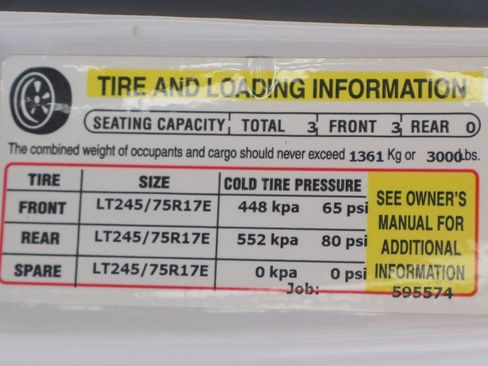 TIRE AND LOADING INFORMATION
SEATING CAPACITY TOTAL 3 FRONT 3 REAR 0
The combined weight of occupants and cargo should never exceed 1361 Kg or 3000 Lbs.
TIRE SIZE COLD TIRE PRESSURE
FRONT LT245/75R17E 448 kpa 65 psi
REAR LT245/75R17E 552 kpa 80 psi
SPARE LT245/75R17E 0 kpa 0 psi
SEE OWNER'S
MANUAL FOR
ADDITIONAL
INFORMATION
Job: 595574